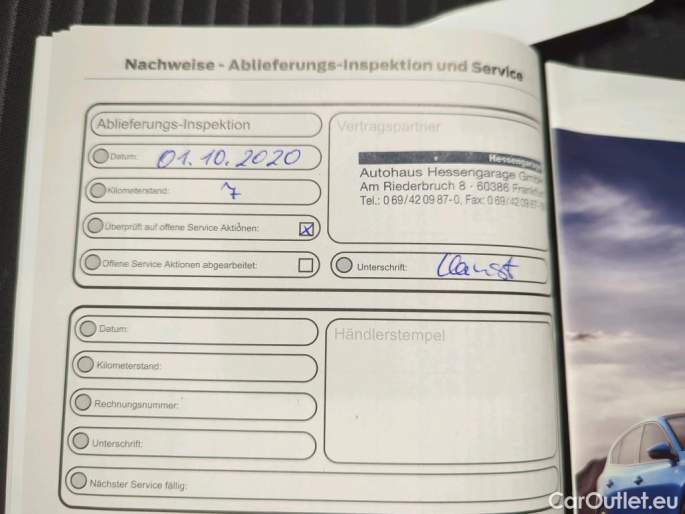 Nachweise - Ablieferungs-Inspektion und Service
Ablieferungs-Inspektion
Datum: 01.10.2020
Kilometerstand: 7
Überprüft auf offene Service Aktionen: x
Offene Service Aktionen abgearbeitet:
Vertragspartner
Autohaus Hessengarage
Am Riederbruch 8 · 60386
Tel.: 0 69/42 09 87-0, Fax: 0 69/42 09
Unterschrift:
Datum:
Kilometerstand:
Rechnungsnummer:
Unterschrift:
Nächster Service fällig:
Händlerstempel
CarOutlet.eu